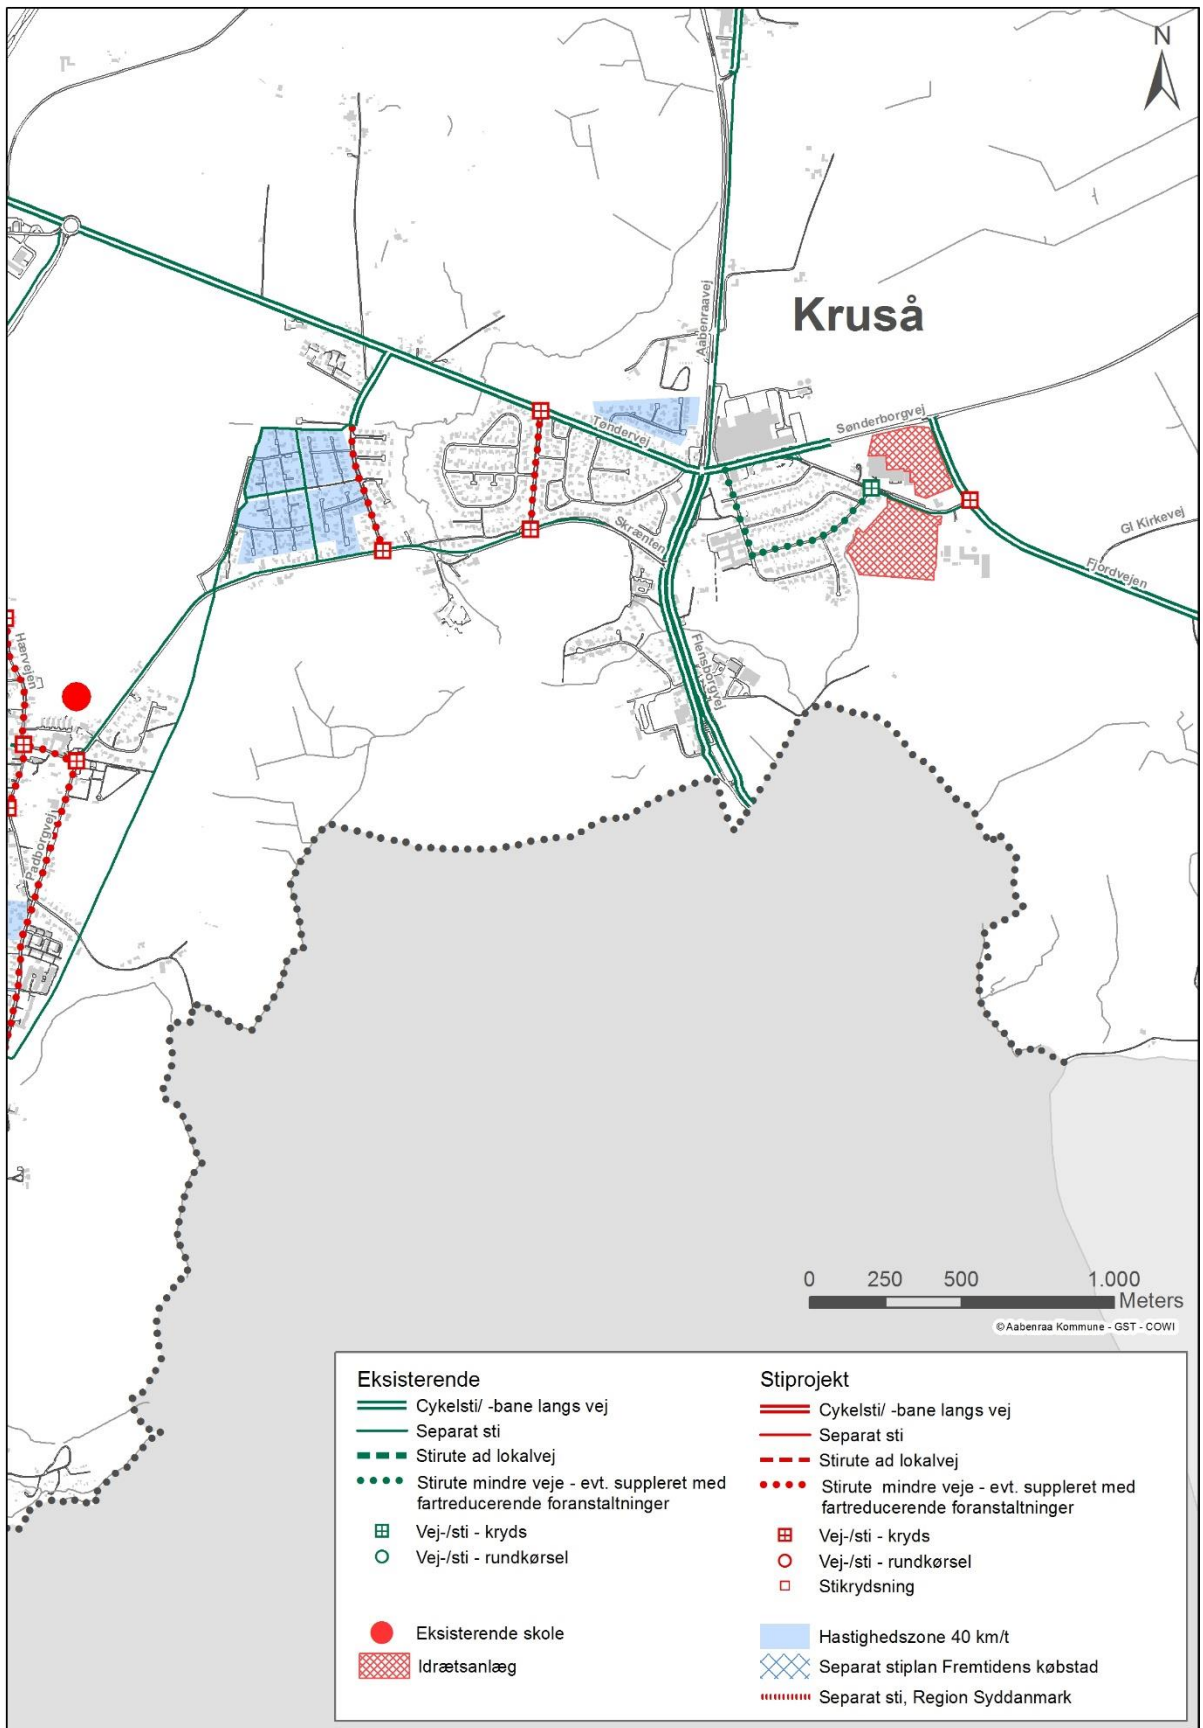 N
Kruså
Aabenraavej
Sønderborgvej
Tøndervej
Skrænten
Gl Kirkevej
Fjordvejen
Hærvejen
Flensborgvej
Padborgvej
0 250 500 1.000
Meters
© Aabenraa Kommune - GST - COWI
Eksisterende
Cykelsti/ -bane langs vej
Separat sti
Stirute ad lokalvej
Stirute mindre veje - evt. suppleret med
fartreducerende foranstaltninger
Vej-/sti - kryds
Vej-/sti - rundkørsel
Eksisterende skole
Idrætsanlæg
Stiprojekt
Cykelsti/ -bane langs vej
Separat sti
Stirute ad lokalvej
Stirute mindre veje - evt. suppleret med
fartreducerende foranstaltninger
Vej-/sti - kryds
Vej-/sti - rundkørsel
Stikrydsning
Hastighedszone 40 km/t
Separat stiplan Fremtidens købstad
Separat sti, Region Syddanmark